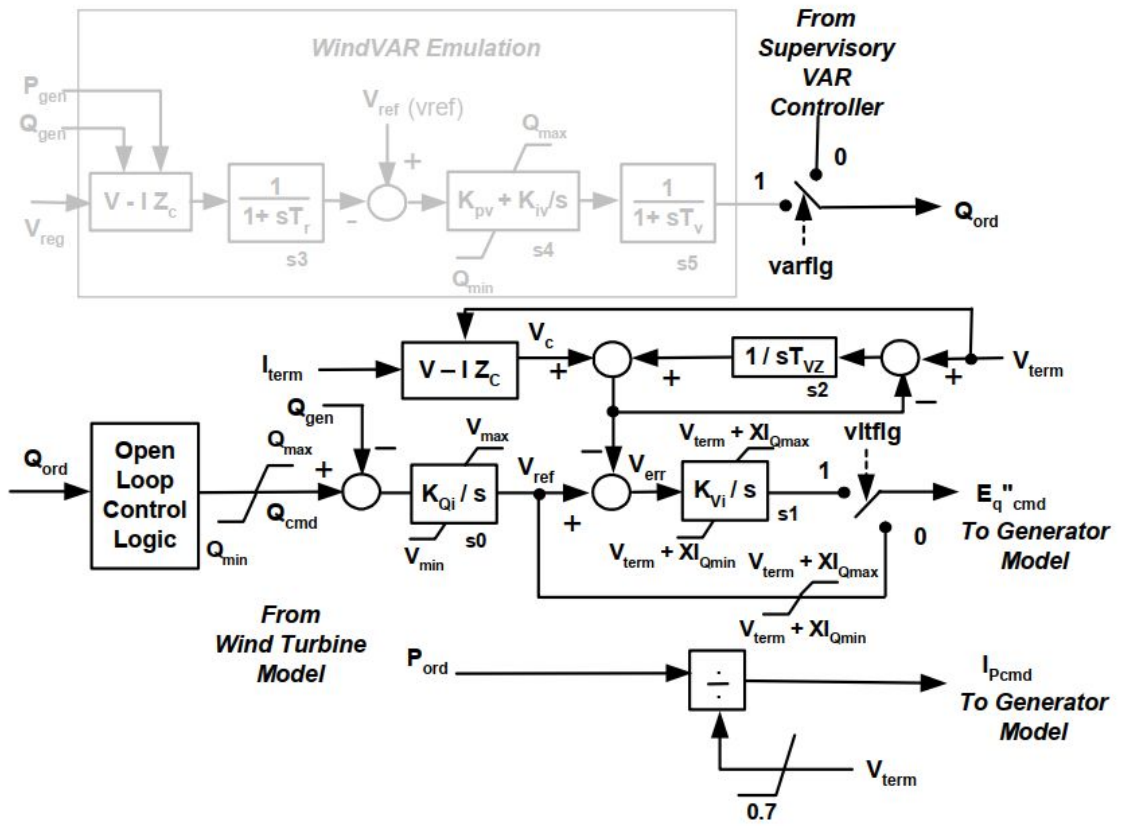 From
Supervisory
VAR
Controller
WindVAR Emulation
P_gen
Q_gen
V_ref (vref)
Q_max
+
0
1
V - I Z_c
1
1+ sT_r
-
K_pv + K_iv/s
1
1+ sT_v
Q_ord
V_reg
s3
s4
s5
Q_min
varflg
V_c
I_term
V – I Z_C
+
+
1 / sT_VZ
s2
+
–
V_term
Q_gen
–
V_max
V_term + XI_Qmax
vltflg
Q_ord
Open
Loop
Control
Logic
Q_max
+
Q_cmd
Q_min
K_Qi / s
s0
V_min
V_ref
–
+
V_err
K_Vi / s
s1
1
0
E_q"cmd
To Generator
Model
V_term + XI_Qmin
V_term + XI_Qmax
V_term + XI_Qmin
From
Wind Turbine
Model
P_ord
÷
I_Pcmd
To Generator
Model
V_term
0.7